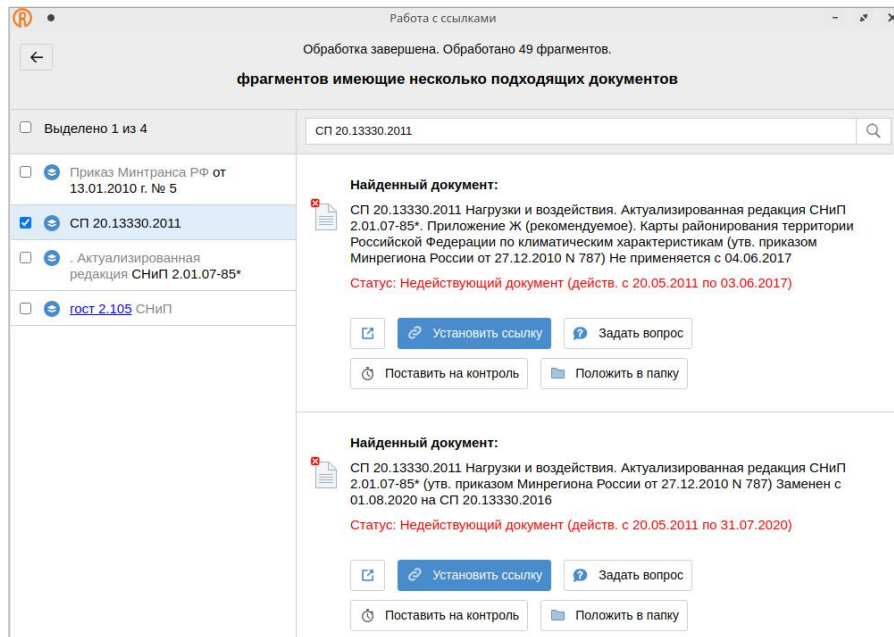 Работа с ссылками
Обработка завершена. Обработано 49 фрагментов.
фрагментов имеющие несколько подходящих документов
Выделено 1 из 4
Приказ Минтранса РФ от
13.01.2010 г. № 5
СП 20.13330.2011
. Актуализированная
редакция СНиП 2.01.07-85*
гост 2.105 СНиП
СП 20.13330.2011
Найденный документ:
СП 20.13330.2011 Нагрузки и воздействия. Актуализированная редакция СНиП
2.01.07-85*. Приложение Ж (рекомендуемое). Карты районирования территории
Российской Федерации по климатическим характеристикам (утв. приказом
Минрегиона России от 27.12.2010 N 787) Не применяется с 04.06.2017
Статус: Недействующий документ (действ. с 20.05.2011 по 03.06.2017)
Установить ссылку
Задать вопрос
Поставить на контроль
Положить в папку
Найденный документ:
СП 20.13330.2011 Нагрузки и воздействия. Актуализированная редакция СНиП
2.01.07-85* (утв. приказом Минрегиона России от 27.12.2010 N 787) Заменен с
01.08.2020 на СП 20.13330.2016
Статус: Недействующий документ (действ. с 20.05.2011 по 31.07.2020)
Установить ссылку
Задать вопрос
Поставить на контроль
Положить в папку